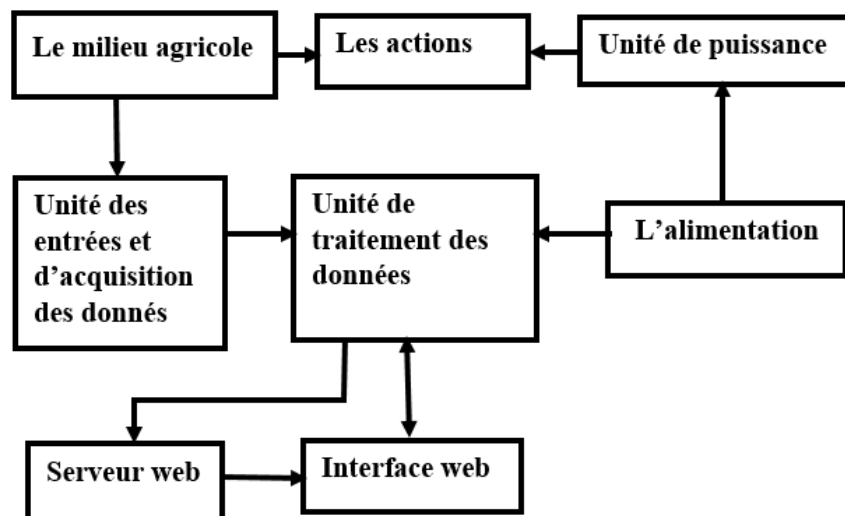 Le milieu agricole
Les actions
Unité de puissance
Unité des
entrées et
d’acquisition
des donnés
Unité de
traitement des
données
L’alimentation
Serveur web
Interface web